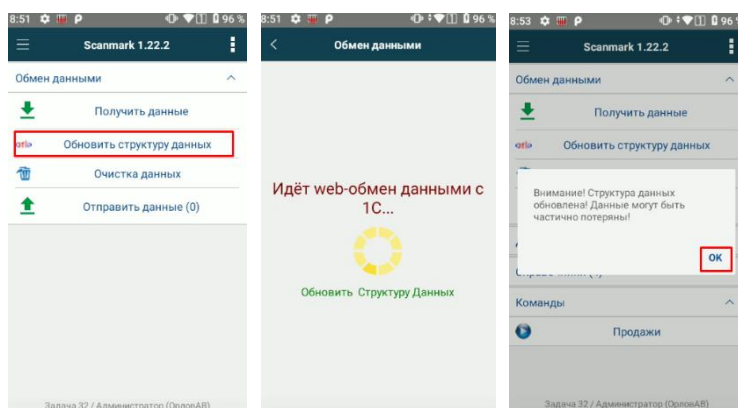 8:51
96 %
Scanmark 1.22.2
Обмен данными
Получить данные
Обновить структуру данных
Очистка данных
Отправить данные (0)
Задача 32 / Администратор (ОрловАВ)
8:51
96 %
Обмен данными
Идёт web-обмен данными с
1С...
Обновить Структуру Данных
8:53
96 %
Scanmark 1.22.2
Обмен данными
Получить данные
Обновить структуру данных
Внимание! Структура данных
обновлена! Данные могут быть
частично потеряны!
OK
Команды
Продажи
Задача 32 / Администратор (ОрловАВ)